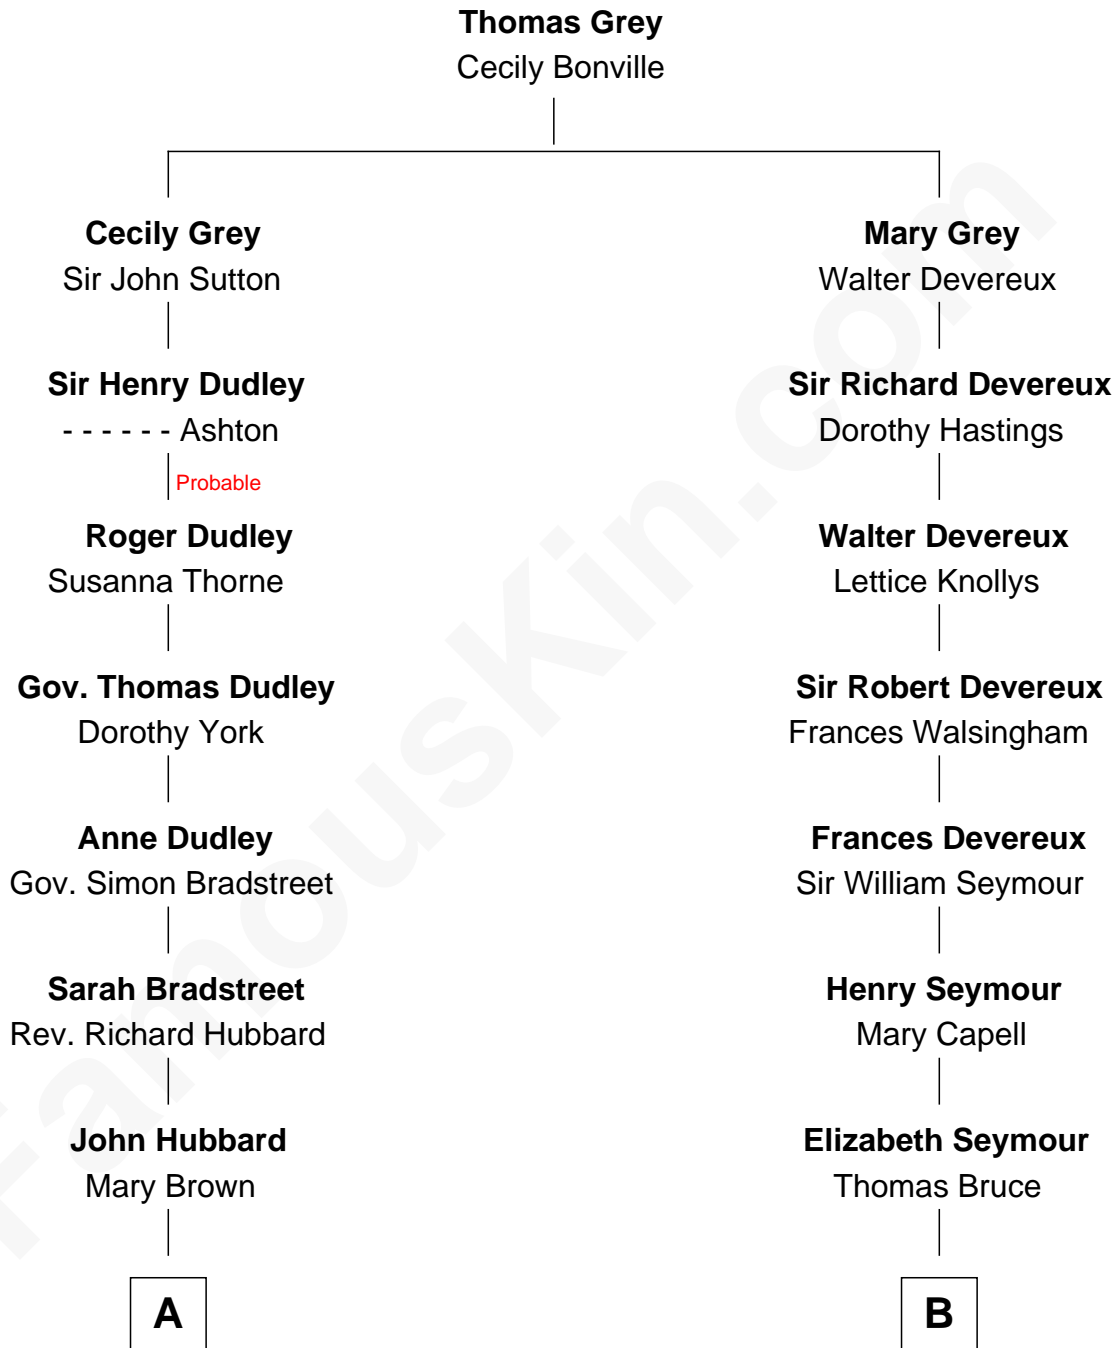 Thomas Grey
Cecily Bonville
Cecily Grey
Sir John Sutton
Mary Grey
Walter Devereux
Sir Henry Dudley
- - - - - - Ashton
Sir Richard Devereux
Dorothy Hastings
Probable
Roger Dudley
Susanna Thorne
Walter Devereux
Lettice Knollys
Gov. Thomas Dudley
Dorothy York
Sir Robert Devereux
Frances Walsingham
Anne Dudley
Gov. Simon Bradstreet
Frances Devereux
Sir William Seymour
Sarah Bradstreet
Rev. Richard Hubbard
Henry Seymour
Mary Capell
John Hubbard
Mary Brown
Elizabeth Seymour
Thomas Bruce
A
B
FamousKin.com